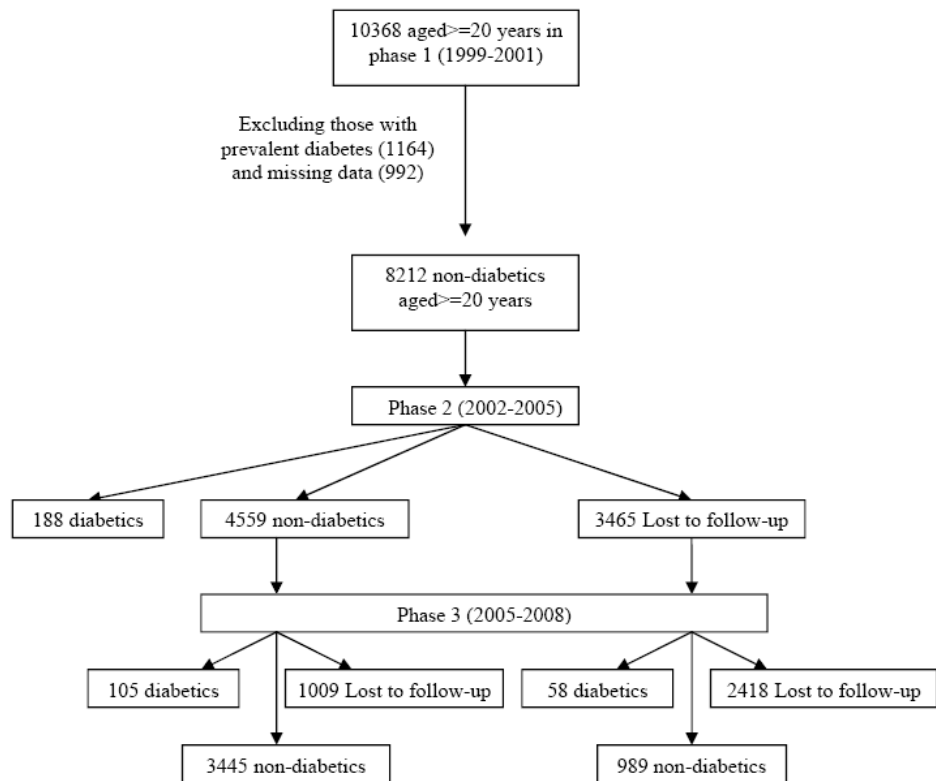 10368 aged>=20 years in
phase 1 (1999-2001)
Excluding those with
prevalent diabetes (1164)
and missing data (992)
8212 non-diabetics
aged>=20 years
Phase 2 (2002-2005)
188 diabetics
4559 non-diabetics
3465 Lost to follow-up
Phase 3 (2005-2008)
105 diabetics
1009 Lost to follow-up
58 diabetics
2418 Lost to follow-up
3445 non-diabetics
989 non-diabetics